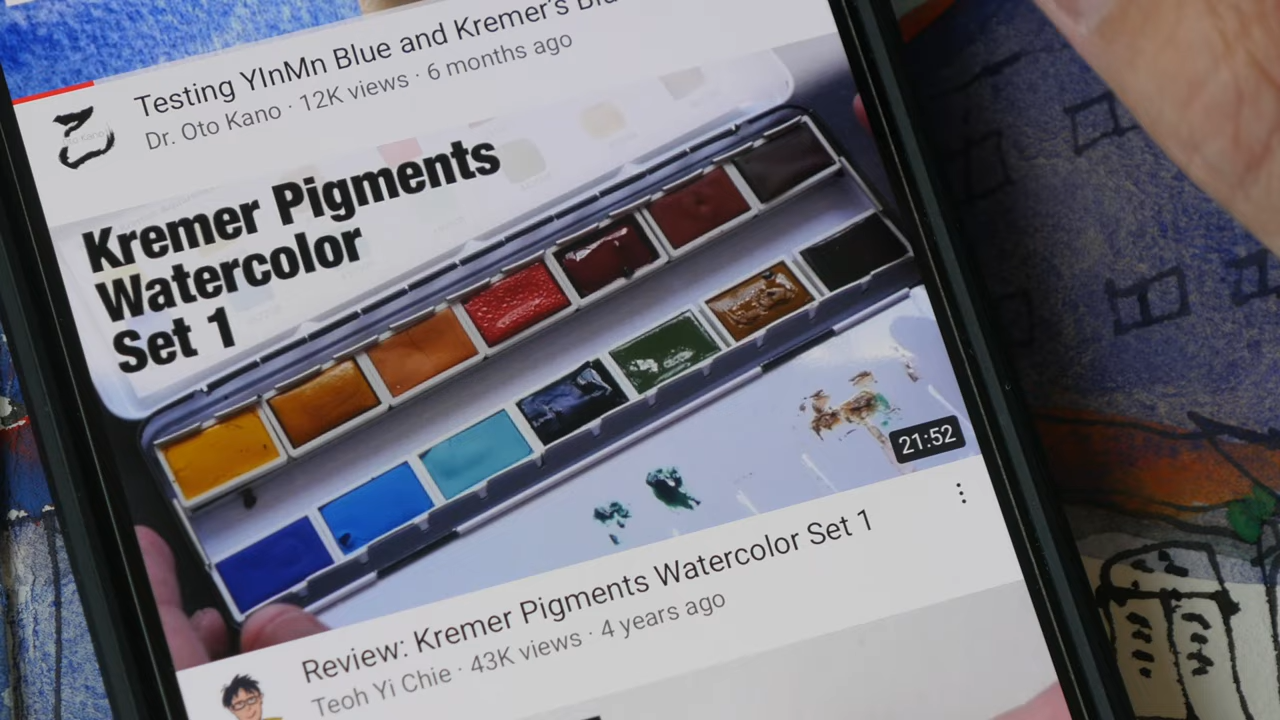 Testing YInMn Blue and Kremer's
Dr. Oto Kano · 12K views · 6 months ago
Kremer Pigments
Watercolor
Set 1
21:52
Review: Kremer Pigments Watercolor Set 1
Teoh Yi Chie · 43K views · 4 years ago